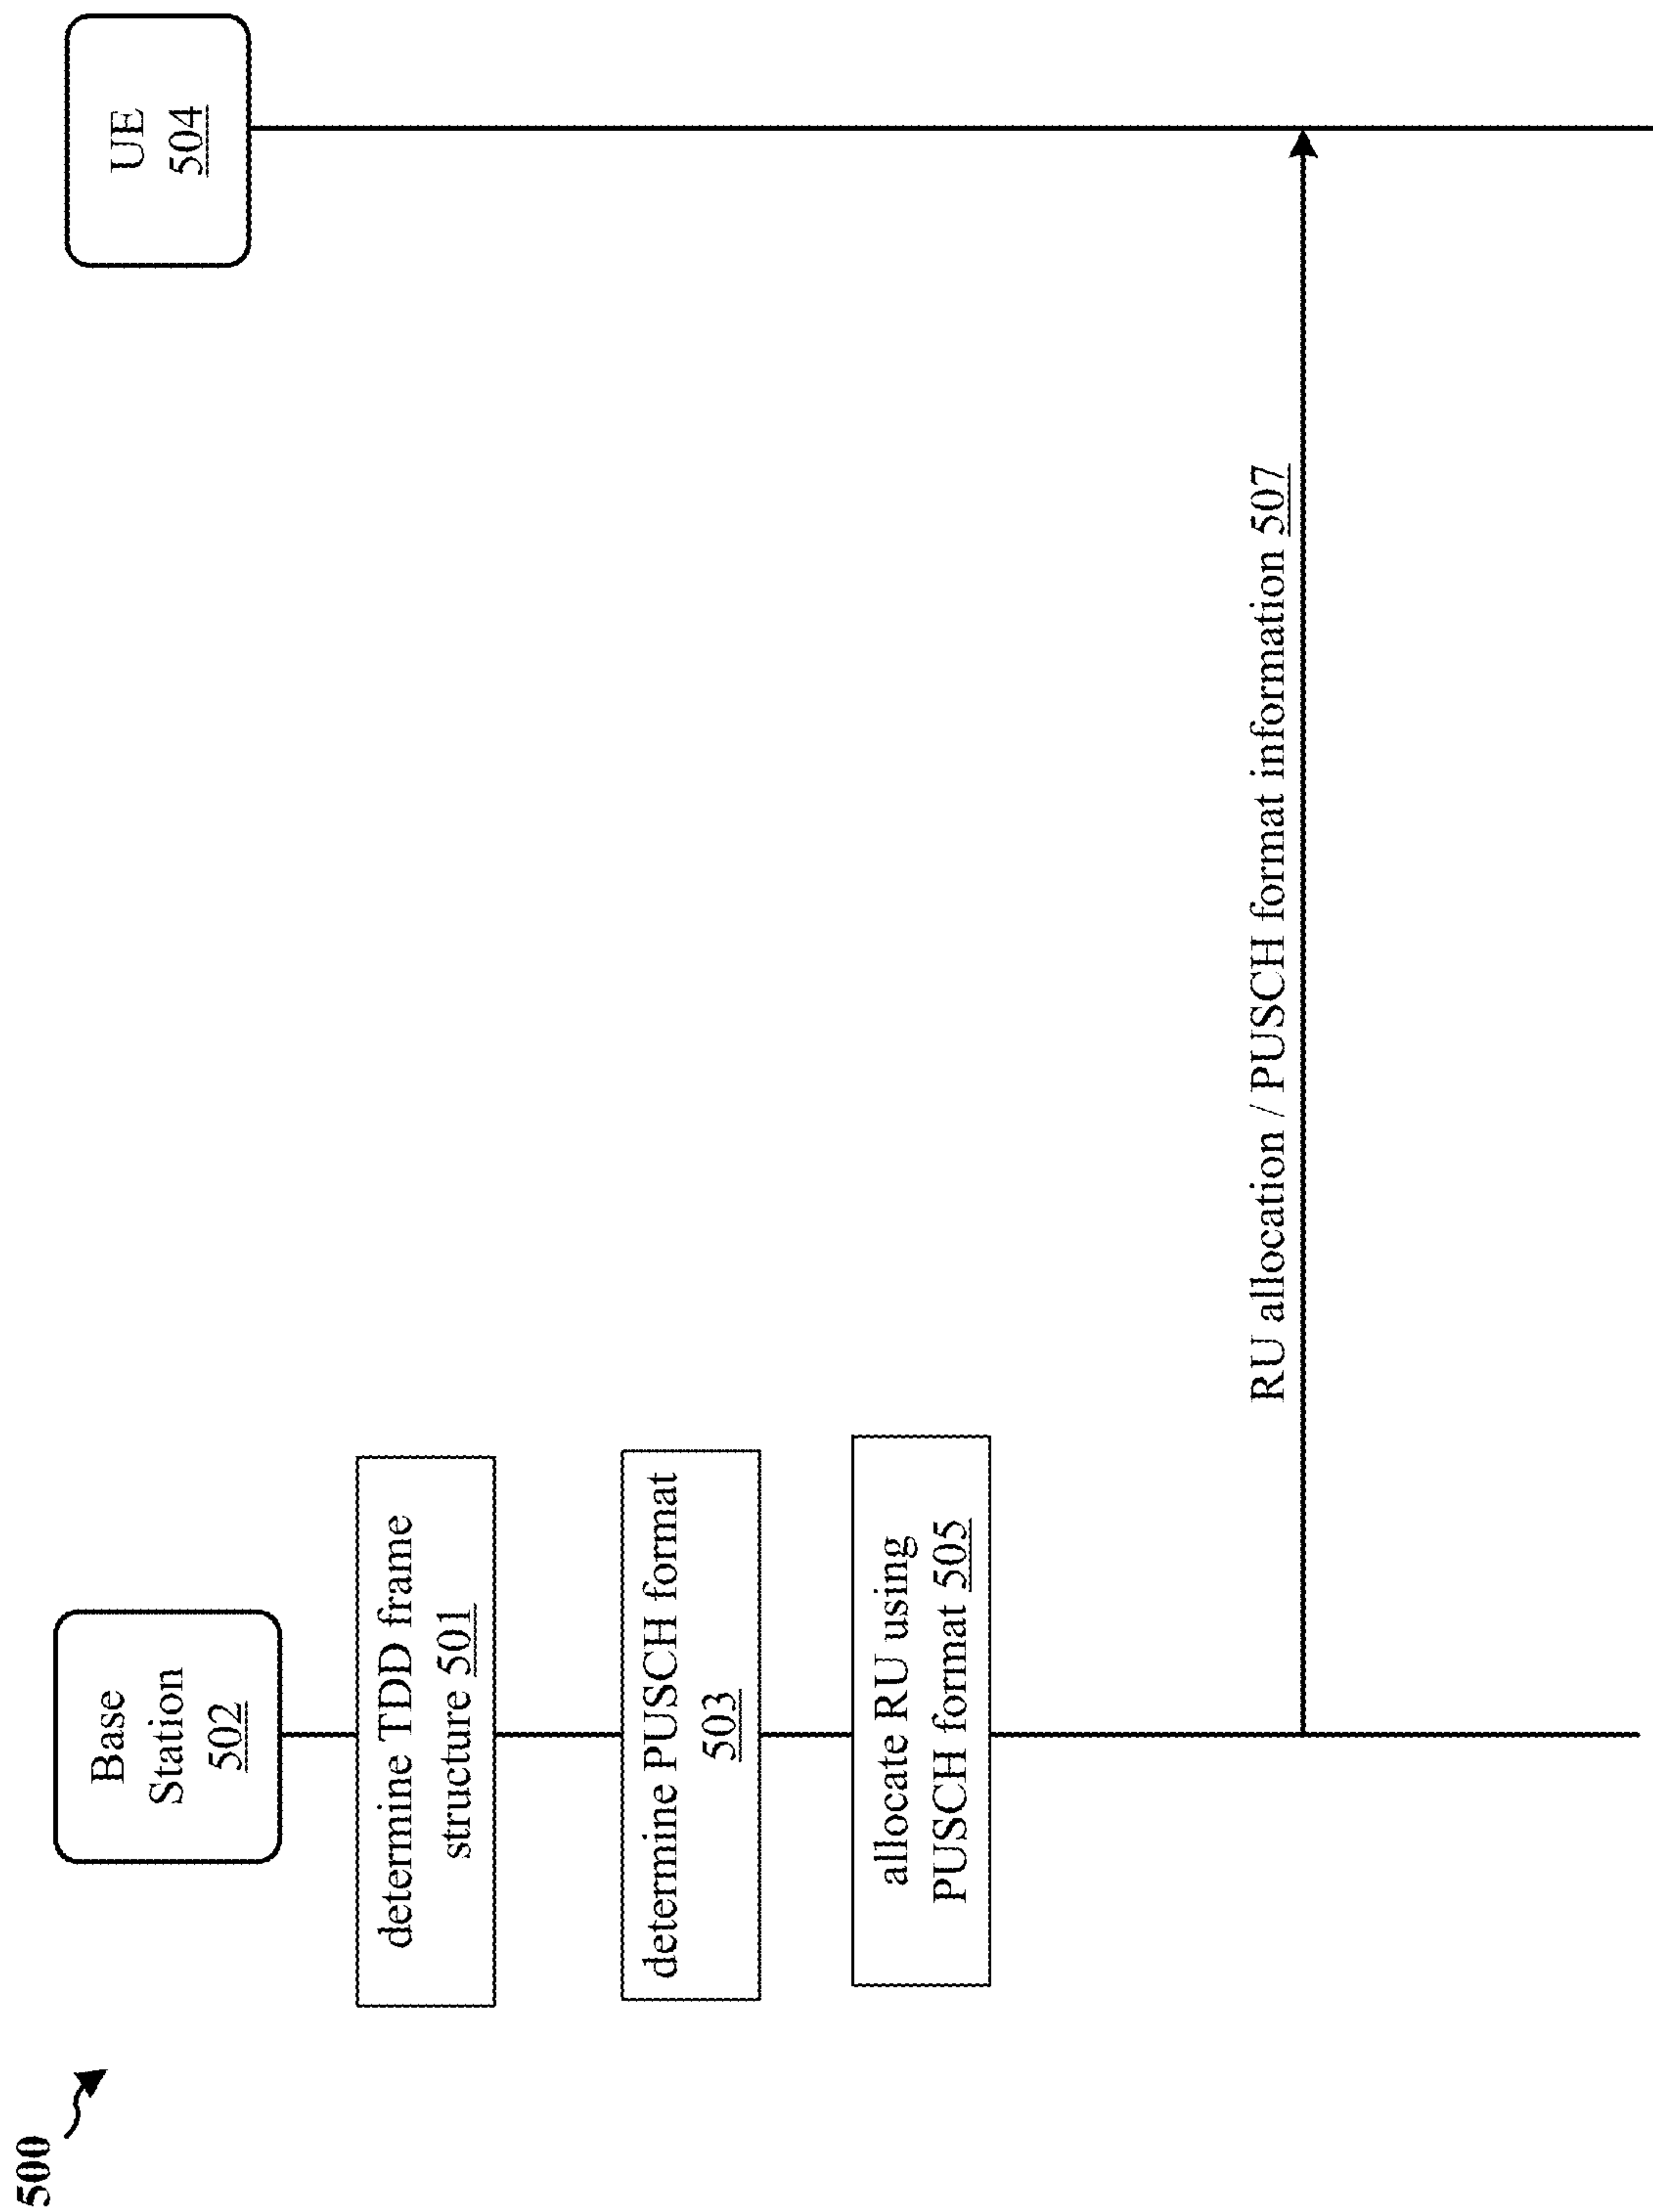 500
Base
Station
502
UE
504
determine TDD frame
structure 501
determine PUSCH format
503
allocate RU using
PUSCH format 505
RU allocation / PUSCH format information 507